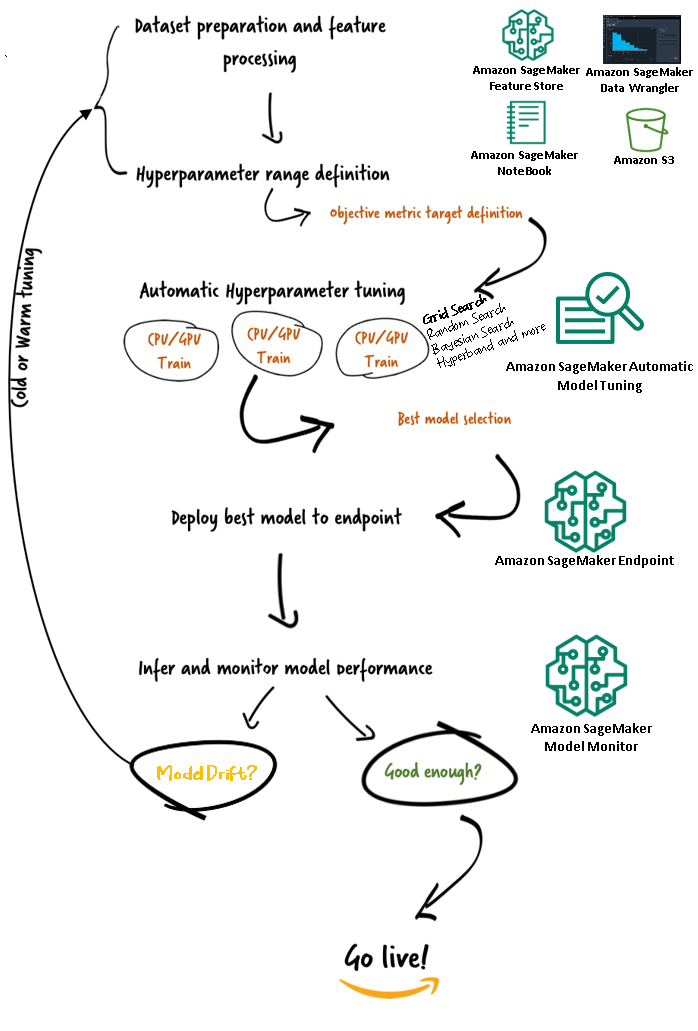 Dataset preparation and feature
processing
Amazon SageMaker
Feature Store
Amazon SageMaker
Data Wrangler
Amazon SageMaker
NoteBook
Amazon S3
Hyperparameter range definition
Objective metric target definition
Cold or Warm tuning
Automatic Hyperparameter tuning
Grid Search
Random Search
Bayesian Search
Hyperband and more
CPU/GPU
Train
CPU/GPU
Train
CPU/GPU
Train
Amazon SageMaker Automatic
Model Tuning
Best model selection
Deploy best model to endpoint
Amazon SageMaker Endpoint
Infer and monitor model performance
Amazon SageMaker
Model Monitor
Model Drift?
Good enough?
Go live!